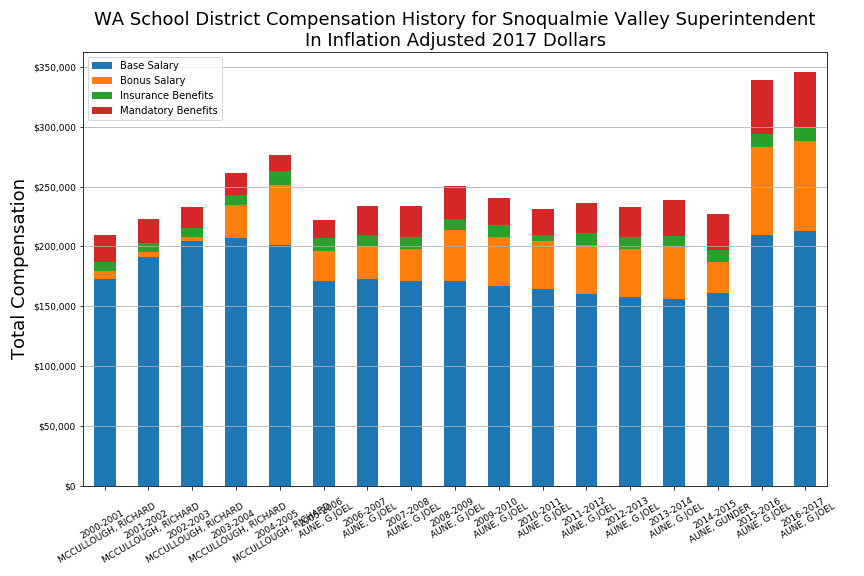 WA School District Compensation History for Snoqualmie Valley Superintendent
In Inflation Adjusted 2017 Dollars
Base Salary
Bonus Salary
Insurance Benefits
Mandatory Benefits
Total Compensation
$350,000
$300,000
$250,000
$200,000
$150,000
$100,000
$50,000
$0
2000-2001
MCCULLOUGH, RICHARD
2001-2002
MCCULLOUGH, RICHARD
2002-2003
MCCULLOUGH, RICHARD
2003-2004
MCCULLOUGH, RICHARD
2004-2005
MCCULLOUGH, RICHARD
2005-2006
AUNE, G JOEL
2006-2007
AUNE, G JOEL
2007-2008
AUNE, G JOEL
2008-2009
AUNE, G JOEL
2009-2010
AUNE, G JOEL
2010-2011
AUNE, G JOEL
2011-2012
AUNE, G JOEL
2012-2013
AUNE, G JOEL
2013-2014
AUNE, G JOEL
2014-2015
AUNE, GUNDER
2015-2016
AUNE, G JOEL
2016-2017
AUNE, G JOEL